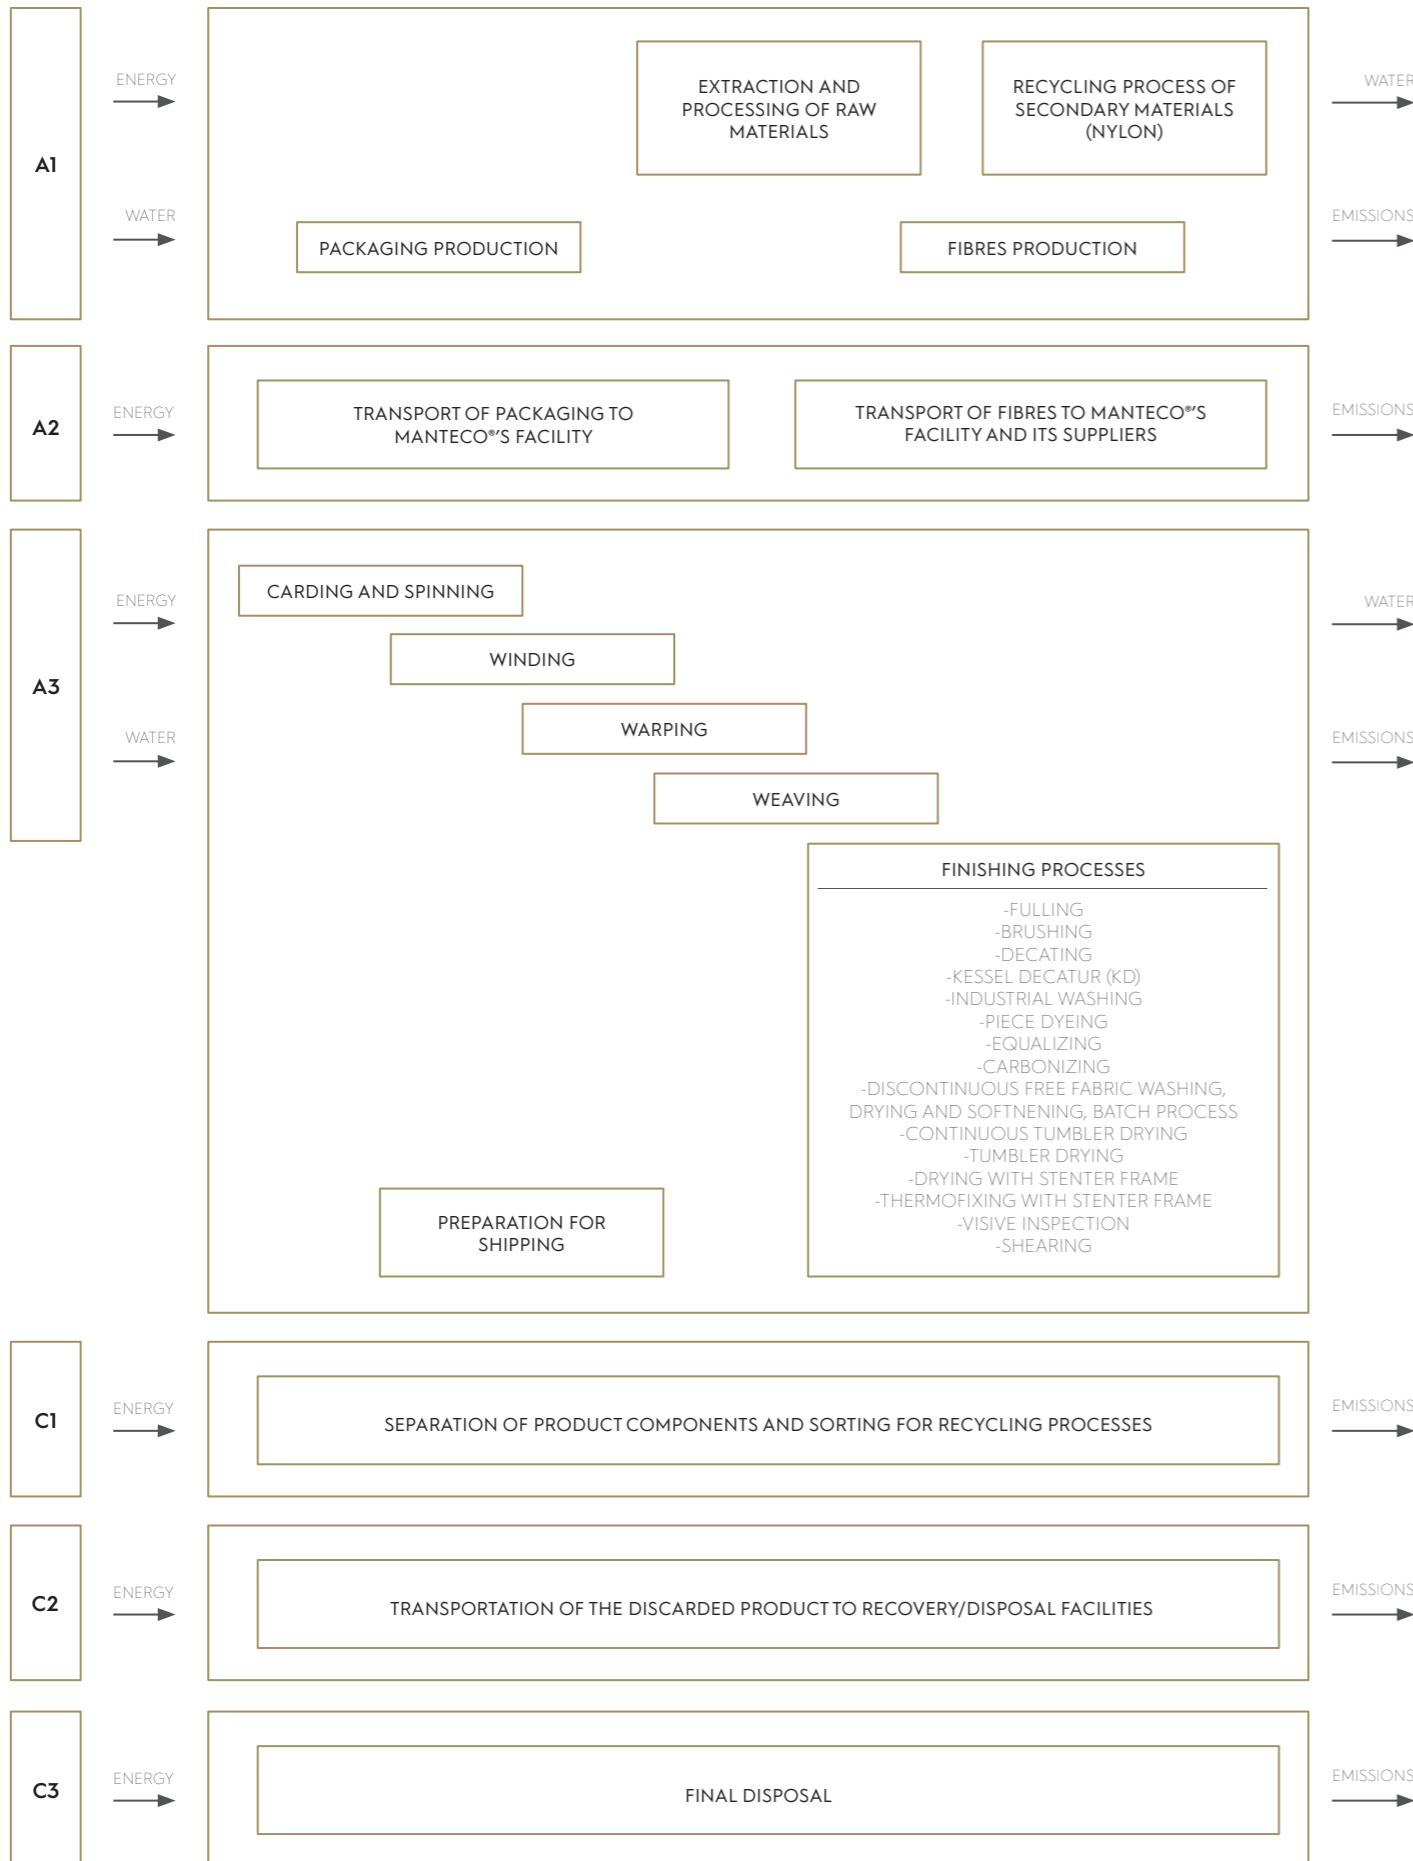 A1
ENERGY
WATER
EXTRACTION AND
PROCESSING OF RAW
MATERIALS
RECYCLING PROCESS OF
SECONDARY MATERIALS
(NYLON)
PACKAGING PRODUCTION
FIBRES PRODUCTION
WATER
EMISSIONS
A2
ENERGY
TRANSPORT OF PACKAGING TO
MANTECO®'S FACILITY
TRANSPORT OF FIBRES TO MANTECO®'S
FACILITY AND ITS SUPPLIERS
EMISSIONS
A3
ENERGY
WATER
CARDING AND SPINNING
WINDING
WARPING
WEAVING
FINISHING PROCESSES
-FULLING
-BRUSHING
-DECATING
-KESSEL DECATUR (KD)
-INDUSTRIAL WASHING
-PIECE DYEING
-EQUALIZING
-CARBONIZING
-DISCONTINUOUS FREE FABRIC WASHING,
DRYING AND SOFTNENING, BATCH PROCESS
-CONTINUOUS TUMBLER DRYING
-TUMBLER DRYING
-DRYING WITH STENTER FRAME
-THERMOFIXING WITH STENTER FRAME
-VISIVE INSPECTION
-SHEARING
PREPARATION FOR
SHIPPING
WATER
EMISSIONS
C1
ENERGY
SEPARATION OF PRODUCT COMPONENTS AND SORTING FOR RECYCLING PROCESSES
EMISSIONS
C2
ENERGY
TRANSPORTATION OF THE DISCARDED PRODUCT TO RECOVERY/DISPOSAL FACILITIES
EMISSIONS
C3
ENERGY
FINAL DISPOSAL
EMISSIONS